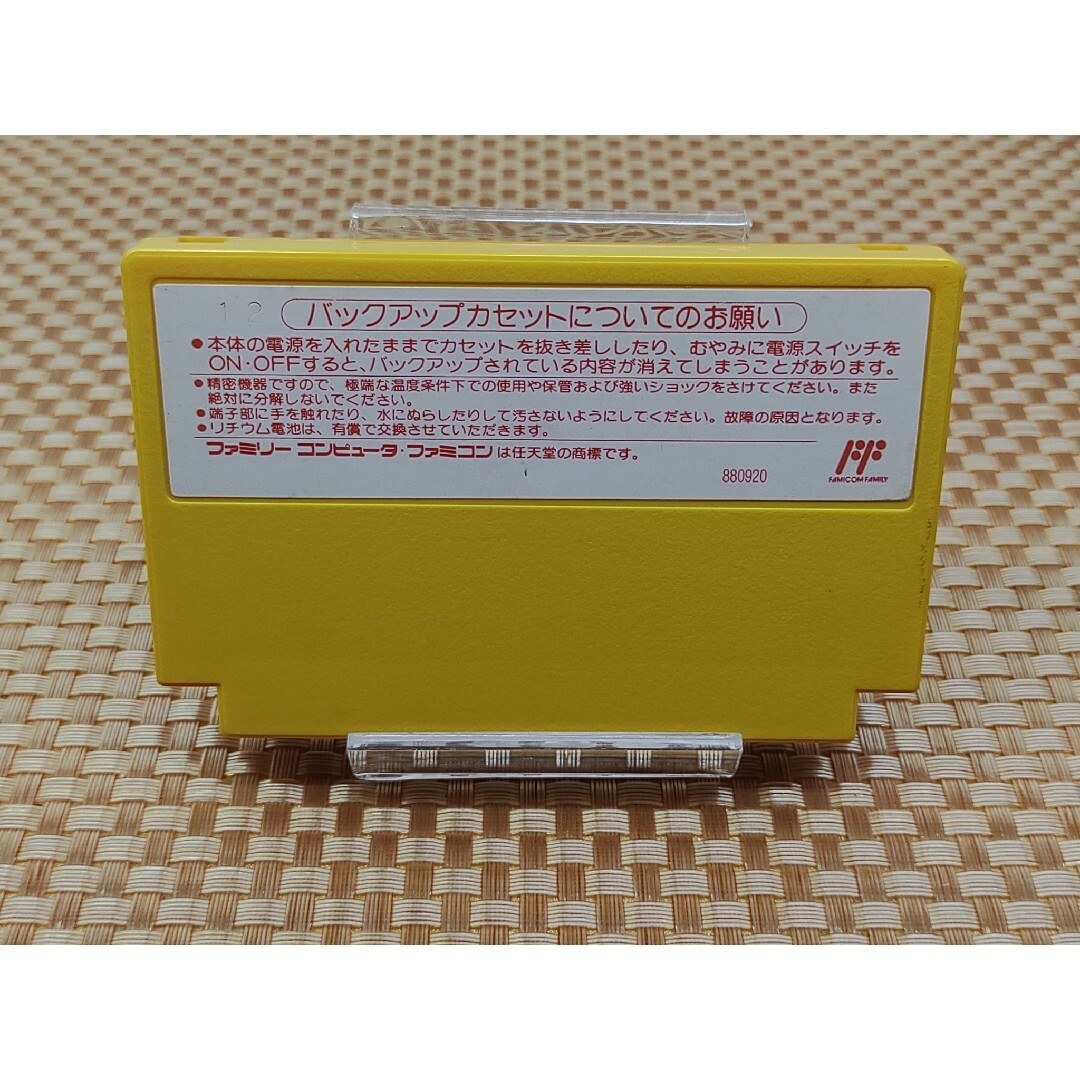 12
バックアップカセットについてのお願い
●本体の電源を入れたままでカセットを抜き差ししたり、むやみに電源スイッチを
ON・OFFすると、バックアップされている内容が消えてしまうことがあります。
●精密機器ですので、極端な温度条件下での使用や保管および強いショックをさけてください。また
絶対に分解しないでください。
●端子部に手を触れたり、水にぬらしたりして汚さないようにしてください。故障の原因となります。
●リチウム電池は、有償で交換させていただきます。
ファミリーコンピュータ・ファミコンは任天堂の商標です。
880920
FAMICOM FAMILY